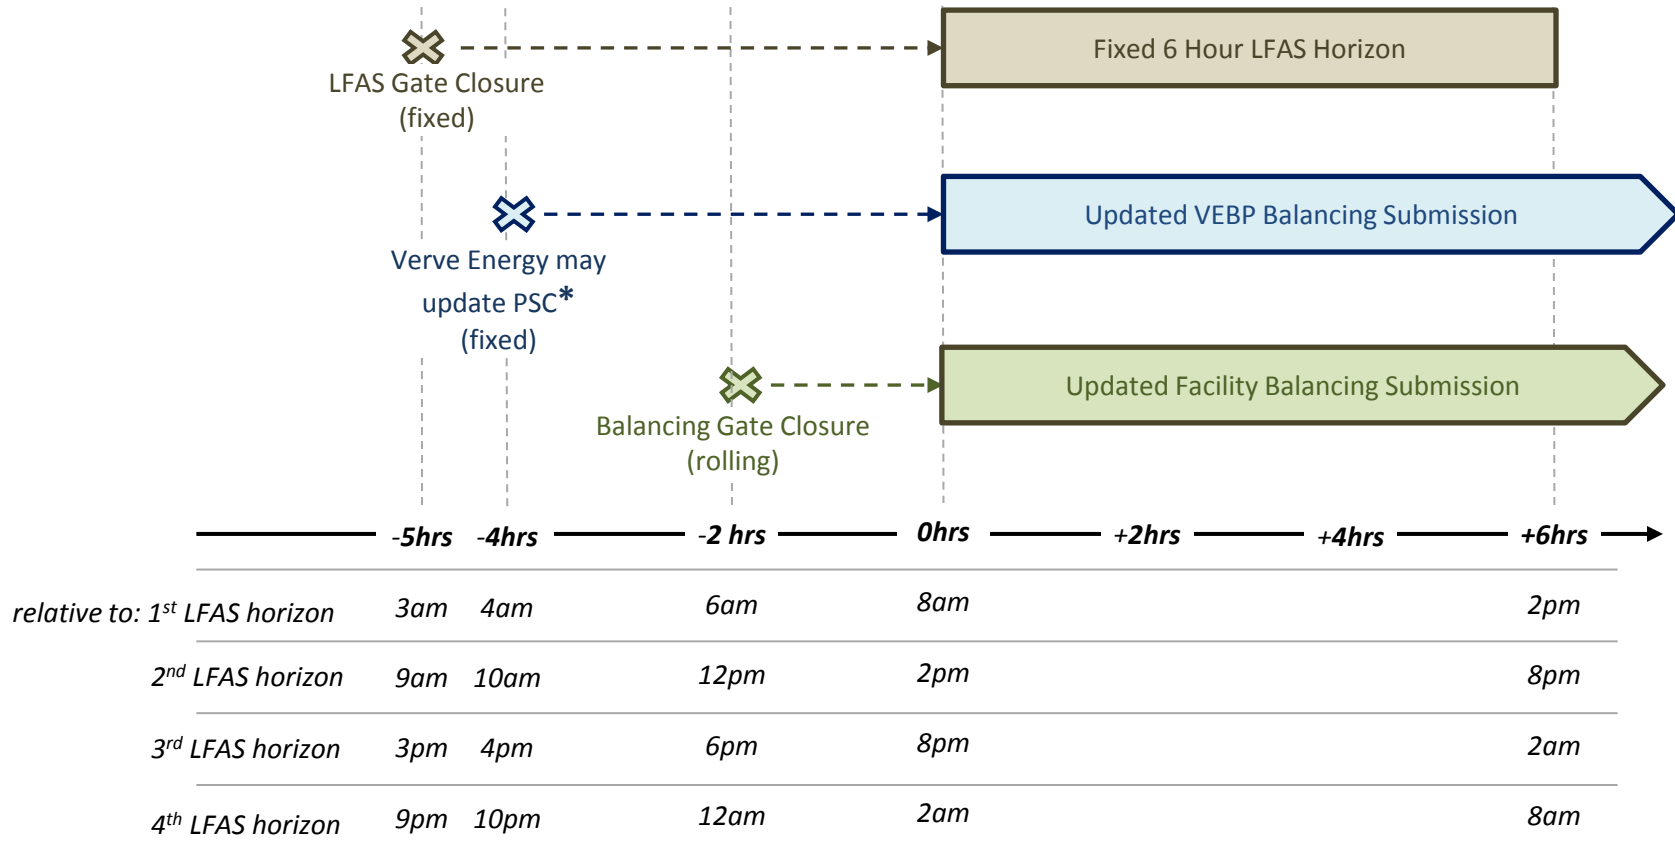 Fixed 6 Hour LFAS Horizon
LFAS Gate Closure
(fixed)
Updated VEBP Balancing Submission
Verve Energy may
update PSC*
(fixed)
Updated Facility Balancing Submission
Balancing Gate Closure
(rolling)
-5hrs -4hrs -2 hrs 0hrs +2hrs +4hrs +6hrs
relative to: 1st LFAS horizon 3am 4am 6am 8am 2pm
2nd LFAS horizon 9am 10am 12pm 2pm 8pm
3rd LFAS horizon 3pm 4pm 6pm 8pm 2am
4th LFAS horizon 9pm 10pm 12am 2am 8am